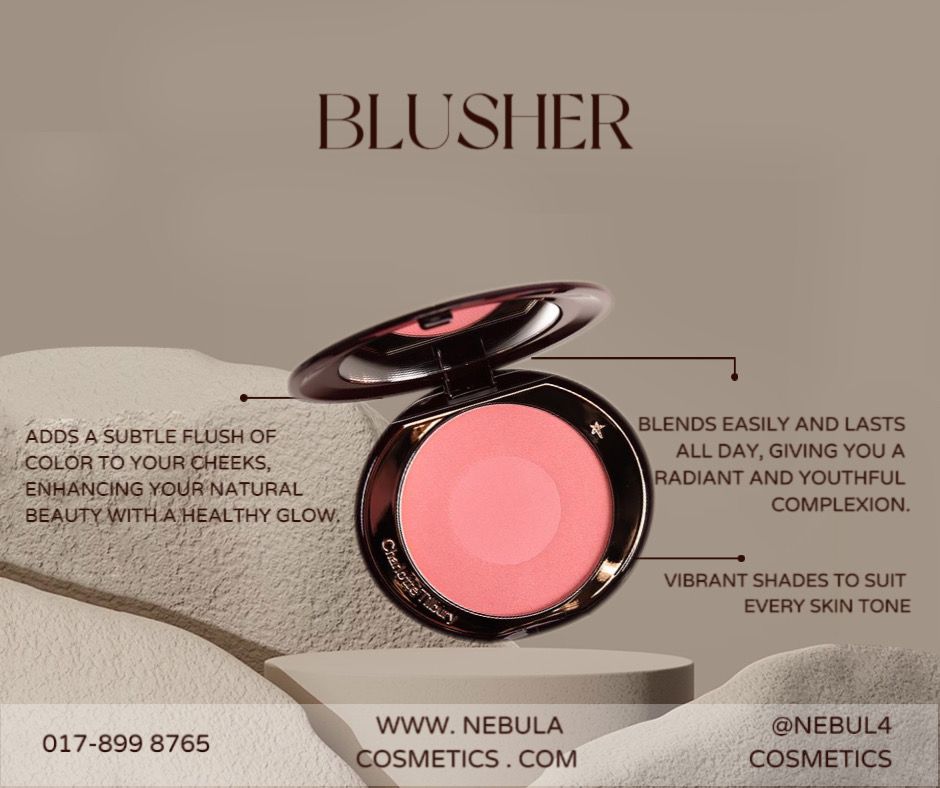 BLUSHER
ADDS A SUBTLE FLUSH OF
COLOR TO YOUR CHEEKS,
ENHANCING YOUR NATURAL
BEAUTY WITH A HEALTHY GLOW.
BLENDS EASILY AND LASTS
ALL DAY, GIVING YOU A
RADIANT AND YOUTHFUL
COMPLEXION.
Charlotte Tilbury
VIBRANT SHADES TO SUIT
EVERY SKIN TONE
017-899 8765
WWW. NEBULA
COSMETICS . COM
@NEBUL4
COSMETICS